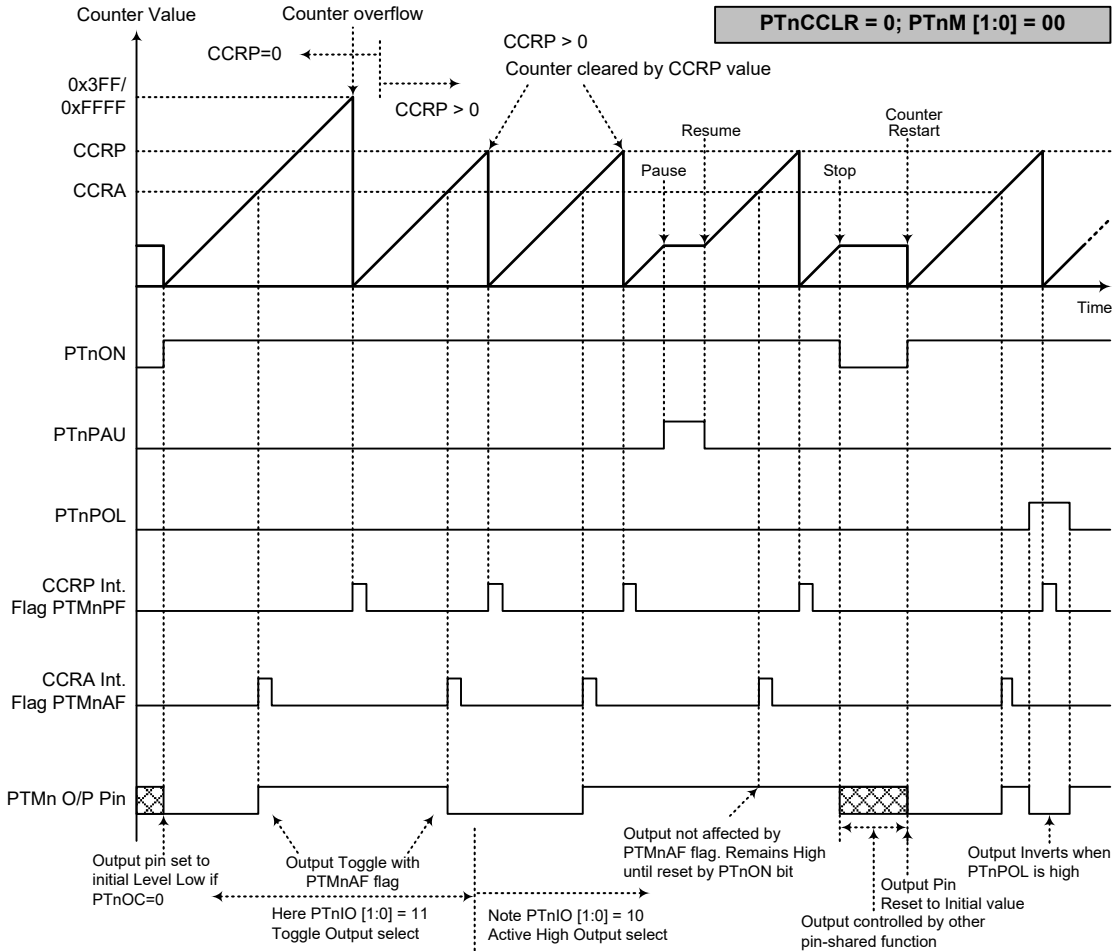 Counter Value
Counter overflow
PTnCCLR = 0; PTnM [1:0] = 00
CCRP=0
CCRP > 0
CCRP > 0
Counter cleared by CCRP value
0x3FF/
0xFFFF
CCRP
CCRA
Pause
Resume
Stop
Counter
Restart
Time
PTnON
PTnPAU
PTnPOL
CCRP Int.
Flag PTMnPF
CCRA Int.
Flag PTMnAF
PTMn O/P Pin
Output pin set to
initial Level Low if
PTnOC=0
Output Toggle with
PTMnAF flag
Here PTnIO [1:0] = 11
Toggle Output select
Note PTnIO [1:0] = 10
Active High Output select
Output not affected by
PTMnAF flag. Remains High
until reset by PTnON bit
Output Pin
Reset to Initial value
Output controlled by other
pin-shared function
Output Inverts when
PTnPOL is high